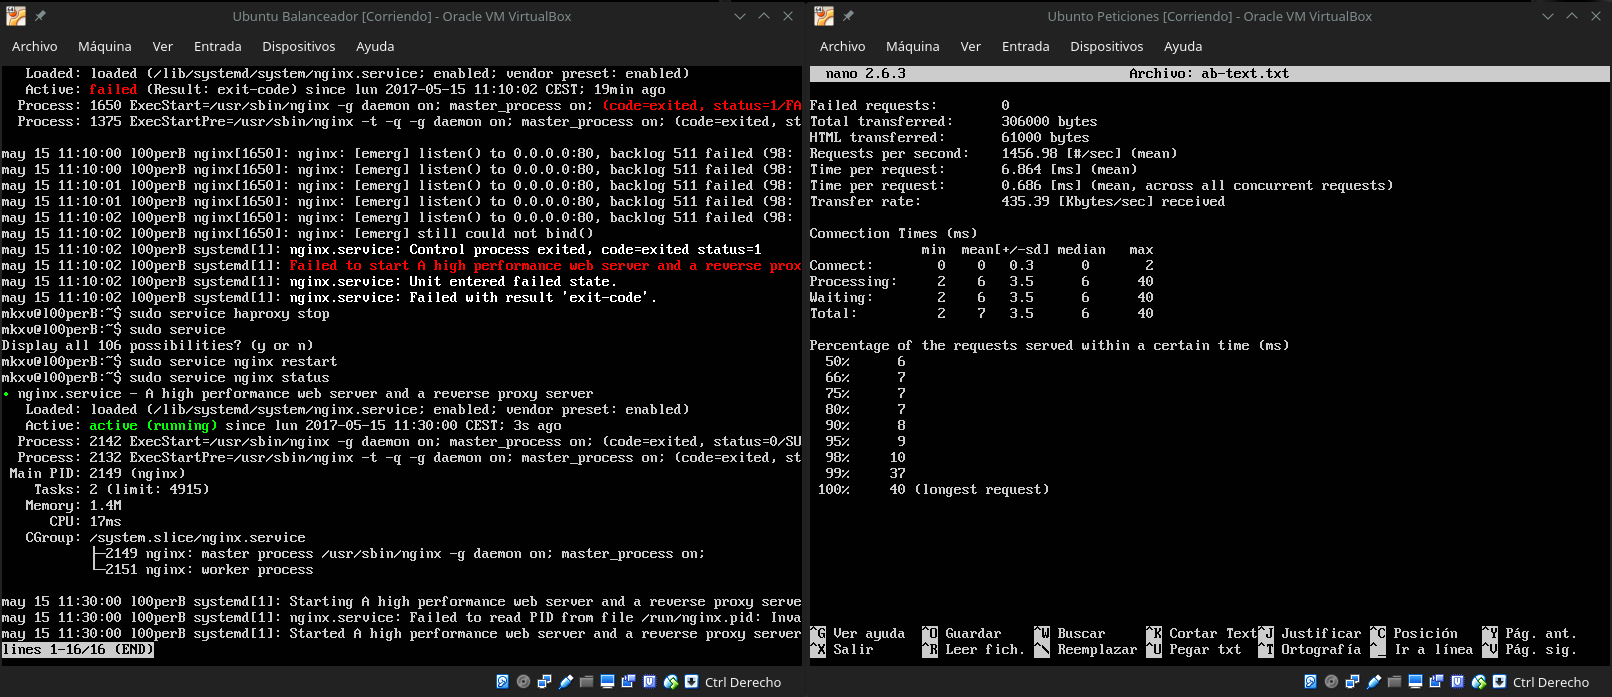 Ubuntu Balanceador [Corriendo] - Oracle VM VirtualBox
Archivo Máquina Ver Entrada Dispositivos Ayuda
Loaded: loaded (/lib/systemd/system/nginx.service; enabled; vendor preset: enabled)
Active: failed (Result: exit-code) since lun 2017-05-15 11:10:02 CEST; 19min ago
Process: 1650 ExecStart=/usr/sbin/nginx -g daemon on; master_process on; (code=exited, status=1/FA
Process: 1375 ExecStartPre=/usr/sbin/nginx -t -q -g daemon on; master_process on; (code=exited, st
may 15 11:10:00 l00perB nginx[1650]: nginx: [emerg] listen() to 0.0.0.0:80, backlog 511 failed (98:
may 15 11:10:00 l00perB nginx[1650]: nginx: [emerg] listen() to 0.0.0.0:80, backlog 511 failed (98:
may 15 11:10:01 l00perB nginx[1650]: nginx: [emerg] listen() to 0.0.0.0:80, backlog 511 failed (98:
may 15 11:10:01 l00perB nginx[1650]: nginx: [emerg] listen() to 0.0.0.0:80, backlog 511 failed (98:
may 15 11:10:02 l00perB nginx[1650]: nginx: [emerg] listen() to 0.0.0.0:80, backlog 511 failed (98:
may 15 11:10:02 l00perB nginx[1650]: nginx: [emerg] still could not bind()
may 15 11:10:02 l00perB systemd[1]: nginx.service: Control process exited, code=exited status=1
may 15 11:10:02 l00perB systemd[1]: Failed to start A high performance web server and a reverse prox
may 15 11:10:02 l00perB systemd[1]: nginx.service: Unit entered failed state.
may 15 11:10:02 l00perB systemd[1]: nginx.service: Failed with result 'exit-code'.
mkxv@l00perB:~$ sudo service haproxy stop
mkxv@l00perB:~$ sudo service
Display all 106 possibilities? (y or n)
mkxv@l00perB:~$ sudo service nginx restart
mkxv@l00perB:~$ sudo service nginx status
• nginx.service - A high performance web server and a reverse proxy server
Loaded: loaded (/lib/systemd/system/nginx.service; enabled; vendor preset: enabled)
Active: active (running) since lun 2017-05-15 11:30:00 CEST; 3s ago
Process: 2142 ExecStart=/usr/sbin/nginx -g daemon on; master_process on; (code=exited, status=0/SU
Process: 2132 ExecStartPre=/usr/sbin/nginx -t -q -g daemon on; master_process on; (code=exited, st
Main PID: 2149 (nginx)
Tasks: 2 (limit: 4915)
Memory: 1.4M
CPU: 17ms
CGroup: /system.slice/nginx.service
├─2149 nginx: master process /usr/sbin/nginx -g daemon on; master_process on;
└─2151 nginx: worker process
may 15 11:30:00 l00perB systemd[1]: Starting A high performance web server and a reverse proxy serve
may 15 11:30:00 l00perB systemd[1]: nginx.service: Failed to read PID from file /run/nginx.pid: Inva
may 15 11:30:00 l00perB systemd[1]: Started A high performance web server and a reverse proxy server
lines 1-16/16 (END)
Ctrl Derecho
Ubunto Peticiones [Corriendo] - Oracle VM VirtualBox
Archivo Máquina Ver Entrada Dispositivos Ayuda
nano 2.6.3 Archivo: ab-text.txt
Failed requests: 0
Total transferred: 306000 bytes
HTML transferred: 61000 bytes
Requests per second: 1456.98 [#/sec] (mean)
Time per request: 6.864 [ms] (mean)
Time per request: 0.686 [ms] (mean, across all concurrent requests)
Transfer rate: 435.39 [Kbytes/sec] received
Connection Times (ms)
min mean[+/-sd] median max
Connect: 0 0 0.3 0 2
Processing: 2 6 3.5 6 40
Waiting: 2 6 3.5 6 40
Total: 2 7 3.5 6 40
Percentage of the requests served within a certain time (ms)
50% 6
66% 7
75% 7
80% 7
90% 8
95% 9
98% 10
99% 37
100% 40 (longest request)
^G Ver ayuda ^O Guardar ^W Buscar ^K Cortar Text ^J Justificar ^C Posición ^Y Pág. ant.
^X Salir ^R Leer fich. ^\ Reemplazar ^U Pegar txt ^T Ortografía ^_ Ir a línea ^V Pág. sig.
Ctrl Derecho